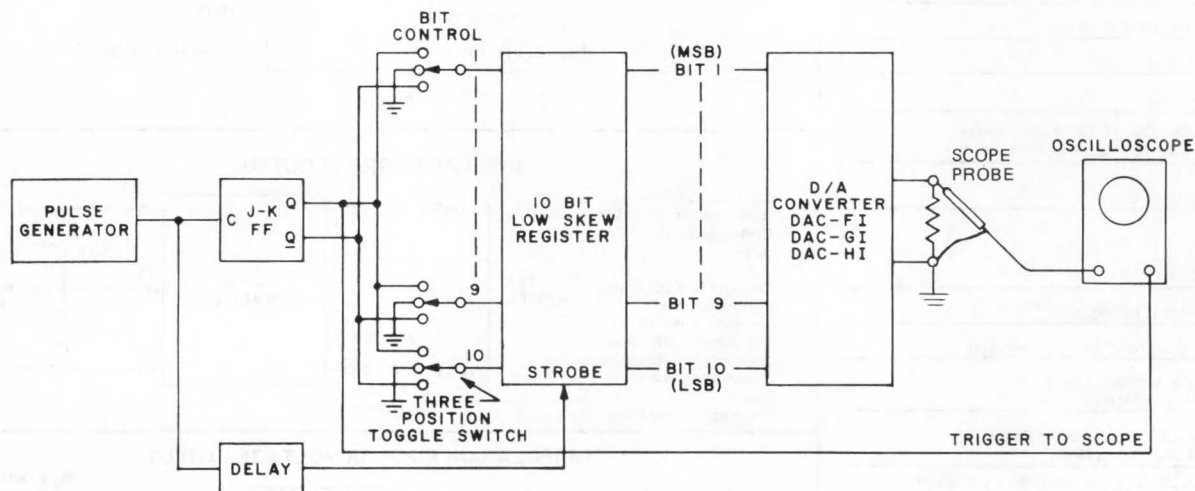 BIT
CONTROL
(MSB)
BIT 1
OSCILLOSCOPE
SCOPE
PROBE
PULSE
GENERATOR
C
J-K
FF
Q
Q
10 BIT
LOW SKEW
REGISTER
D/A
CONVERTER
DAC-FI
DAC-GI
DAC-HI
9
BIT 9
10
STROBE
BIT 10
(LSB)
THREE
POSITION
TOGGLE SWITCH
TRIGGER TO SCOPE
DELAY